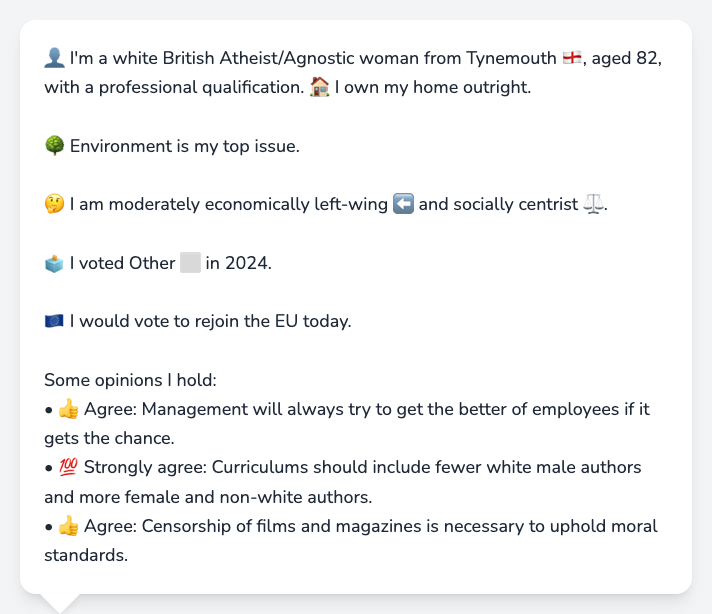 👤 I'm a white British Atheist/Agnostic woman from Tynemouth 🏴󠁧󠁢󠁥󠁮󠁧󠁿, aged 82,
with a professional qualification. 🏠 I own my home outright.
🌳 Environment is my top issue.
🤔 I am moderately economically left-wing ⬅️ and socially centrist ⚖️.
🗳️ I voted Other ⬜ in 2024.
🇪🇺 I would vote to rejoin the EU today.
Some opinions I hold:
• 👍 Agree: Management will always try to get the better of employees if it
gets the chance.
• 💯 Strongly agree: Curriculums should include fewer white male authors
and more female and non-white authors.
• 👍 Agree: Censorship of films and magazines is necessary to uphold moral
standards.